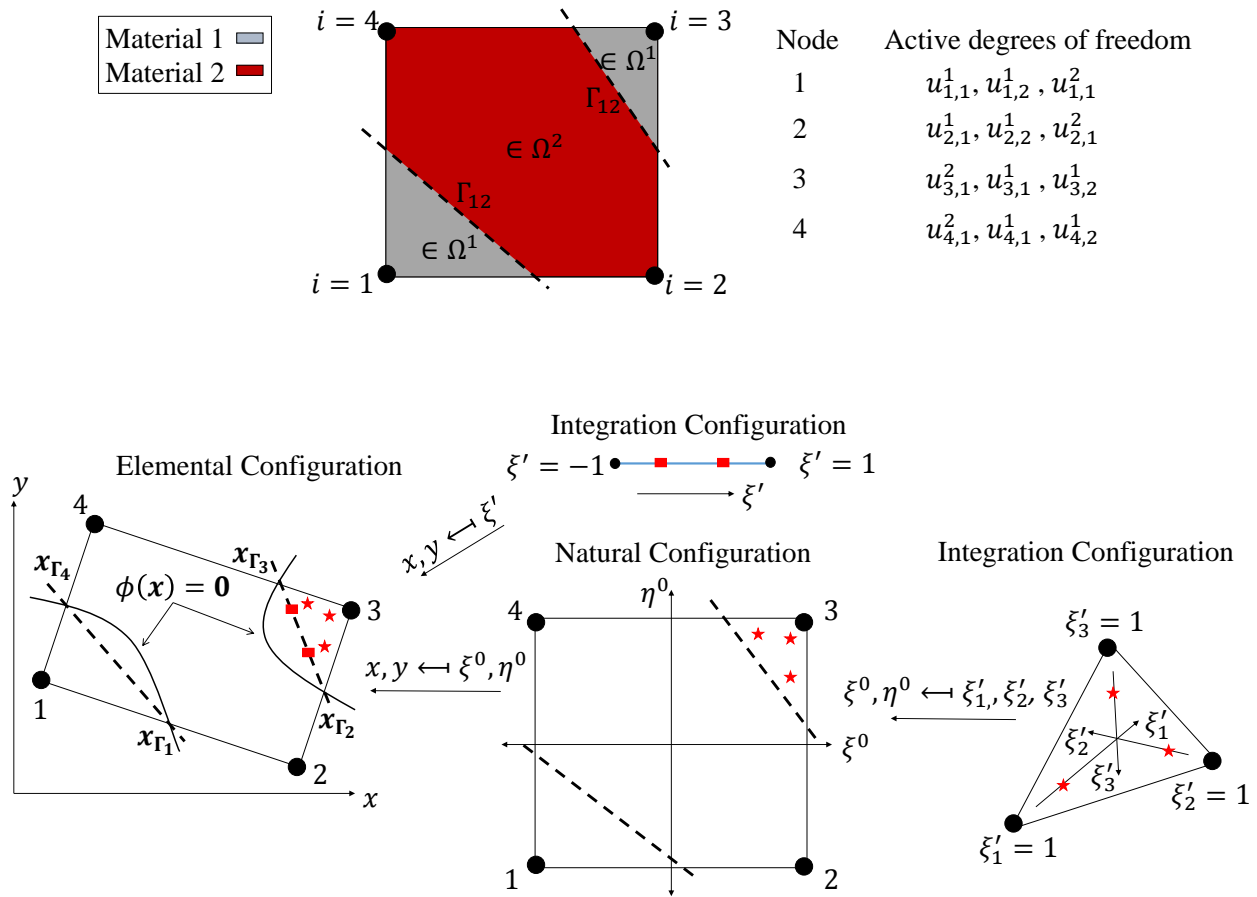 Material 1
Material 2
i = 4
i = 3
∈ Ω¹
Γ₁₂
∈ Ω²
Γ₁₂
∈ Ω¹
i = 1
i = 2
Node Active degrees of freedom
1 u¹₁,₁, u¹₁,₂ , u²₁,₁
2 u¹₂,₁, u¹₂,₂ , u²₂,₁
3 u²₃,₁, u¹₃,₁ , u¹₃,₂
4 u²₄,₁, u¹₄,₁ , u¹₄,₂
Integration Configuration
ξ′ = −1
ξ′ = 1
ξ′
Elemental Configuration
y
4
x_Γ₄
x_Γ₃
ϕ(x) = 0
3
1
x_Γ₁
x_Γ₂
2
x
x, y ⟻ ξ′
x, y ⟻ ξ⁰, η⁰
Natural Configuration
η⁰
4
3
ξ⁰
1
2
ξ⁰, η⁰ ⟻ ξ′₁,, ξ′₂, ξ′₃
Integration Configuration
ξ′₃ = 1
ξ′₁
ξ′₂
ξ′₃
ξ′₂ = 1
ξ′₁ = 1